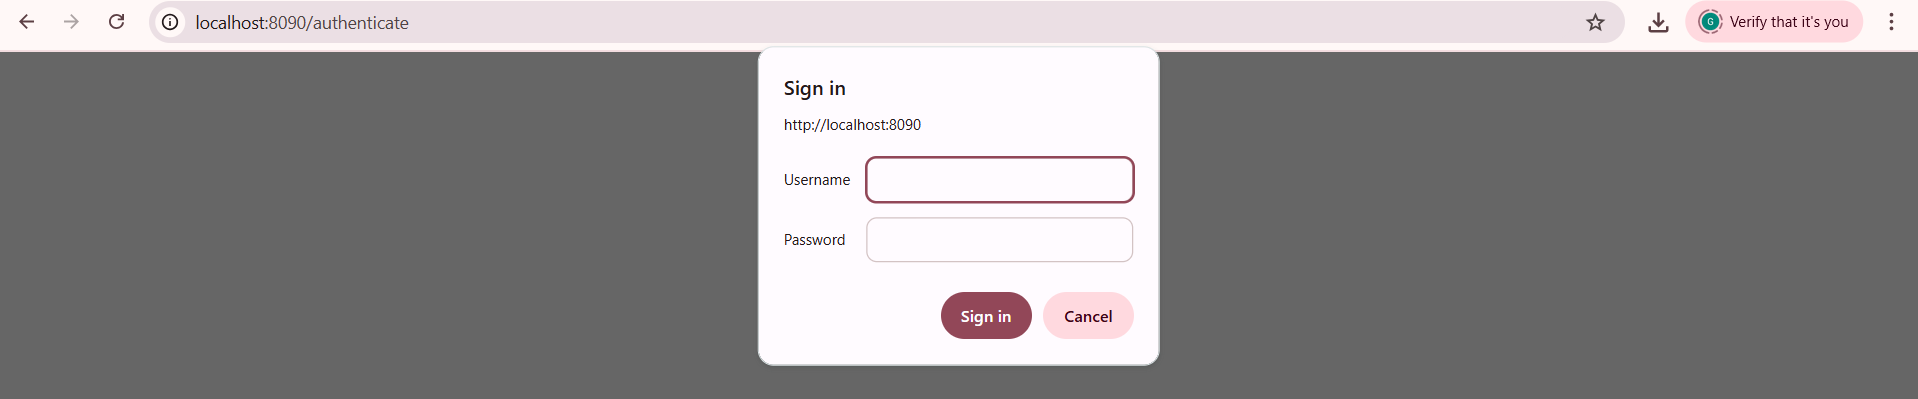 localhost:8090/authenticate
G
Verify that it's you
Sign in
http://localhost:8090
Username
Password
Sign in
Cancel